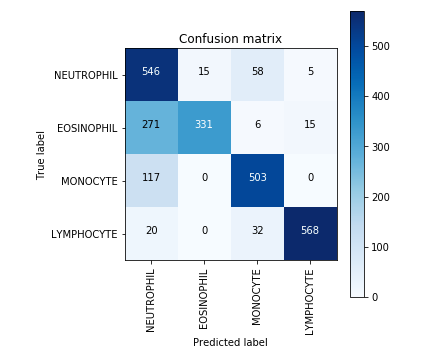 Confusion matrix
NEUTROPHIL 546 15 58 5
EOSINOPHIL 271 331 6 15
MONOCYTE 117 0 503 0
LYMPHOCYTE 20 0 32 568
True label
NEUTROPHIL
EOSINOPHIL
MONOCYTE
LYMPHOCYTE
Predicted label
500
400
300
200
100
0